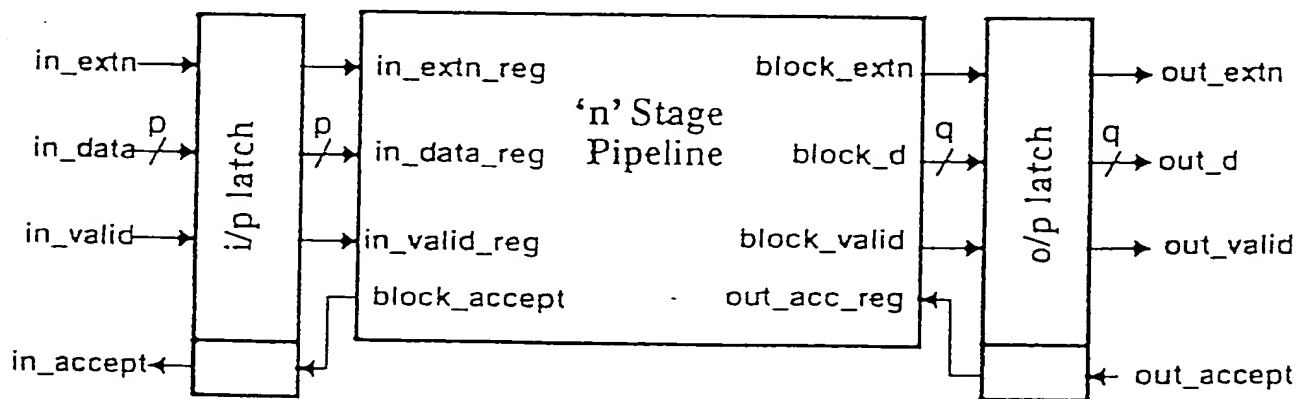 in_extn
in_data
in_valid
in_accept
p
i/p latch
p
in_extn_reg
in_data_reg
in_valid_reg
block_accept
'n' Stage
Pipeline
block_extn
block_d
block_valid
out_acc_reg
q
o/p latch
q
out_extn
out_d
out_valid
out_accept